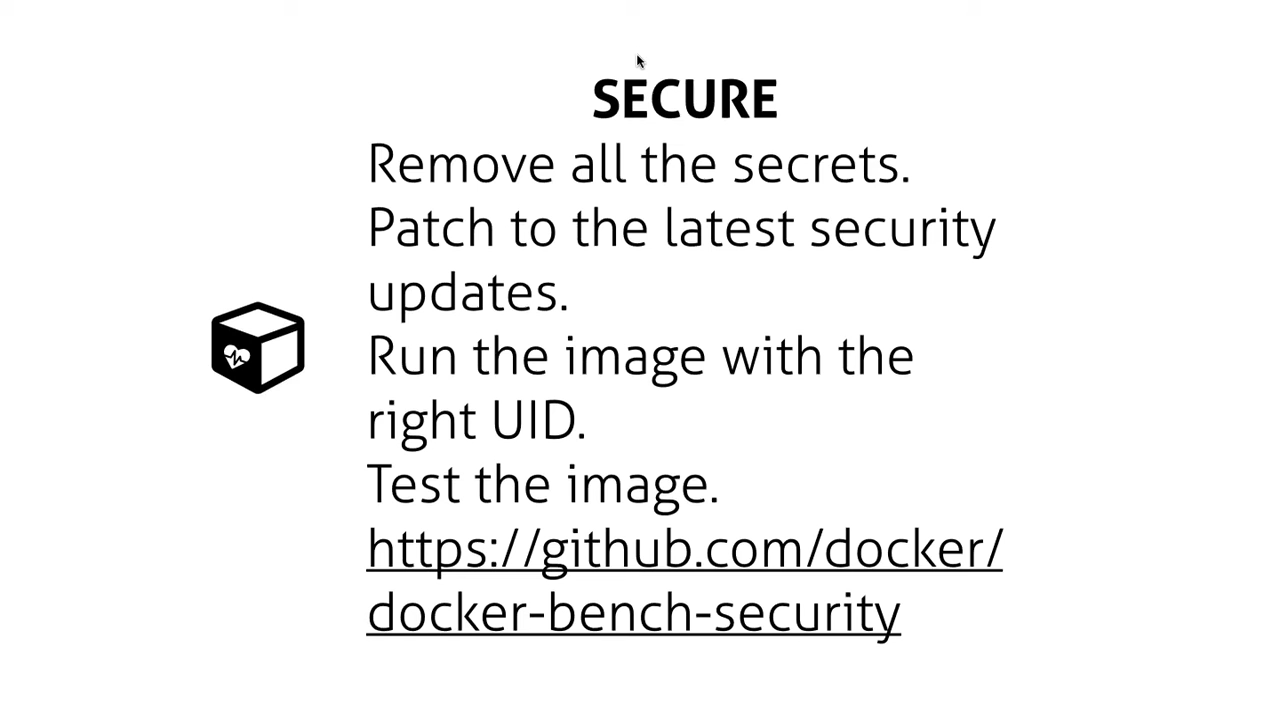 SECURE
Remove all the secrets.
Patch to the latest security
updates.
Run the image with the
right UID.
Test the image.
https://github.com/docker/
docker-bench-security